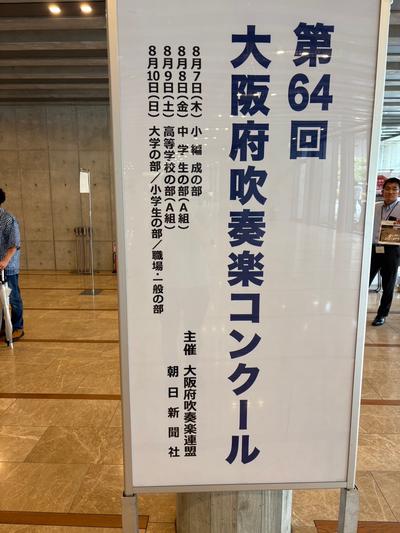 第64回
大阪府吹奏楽コンクール
8月7日(木) 小編成の部
8月8日(金) 中学生の部(A組)
8月9日(土) 高等学校の部(A組)
8月10日(日) 大学の部/小学生の部/職場・一般の部
主催 大阪府吹奏楽連盟
朝日新聞社